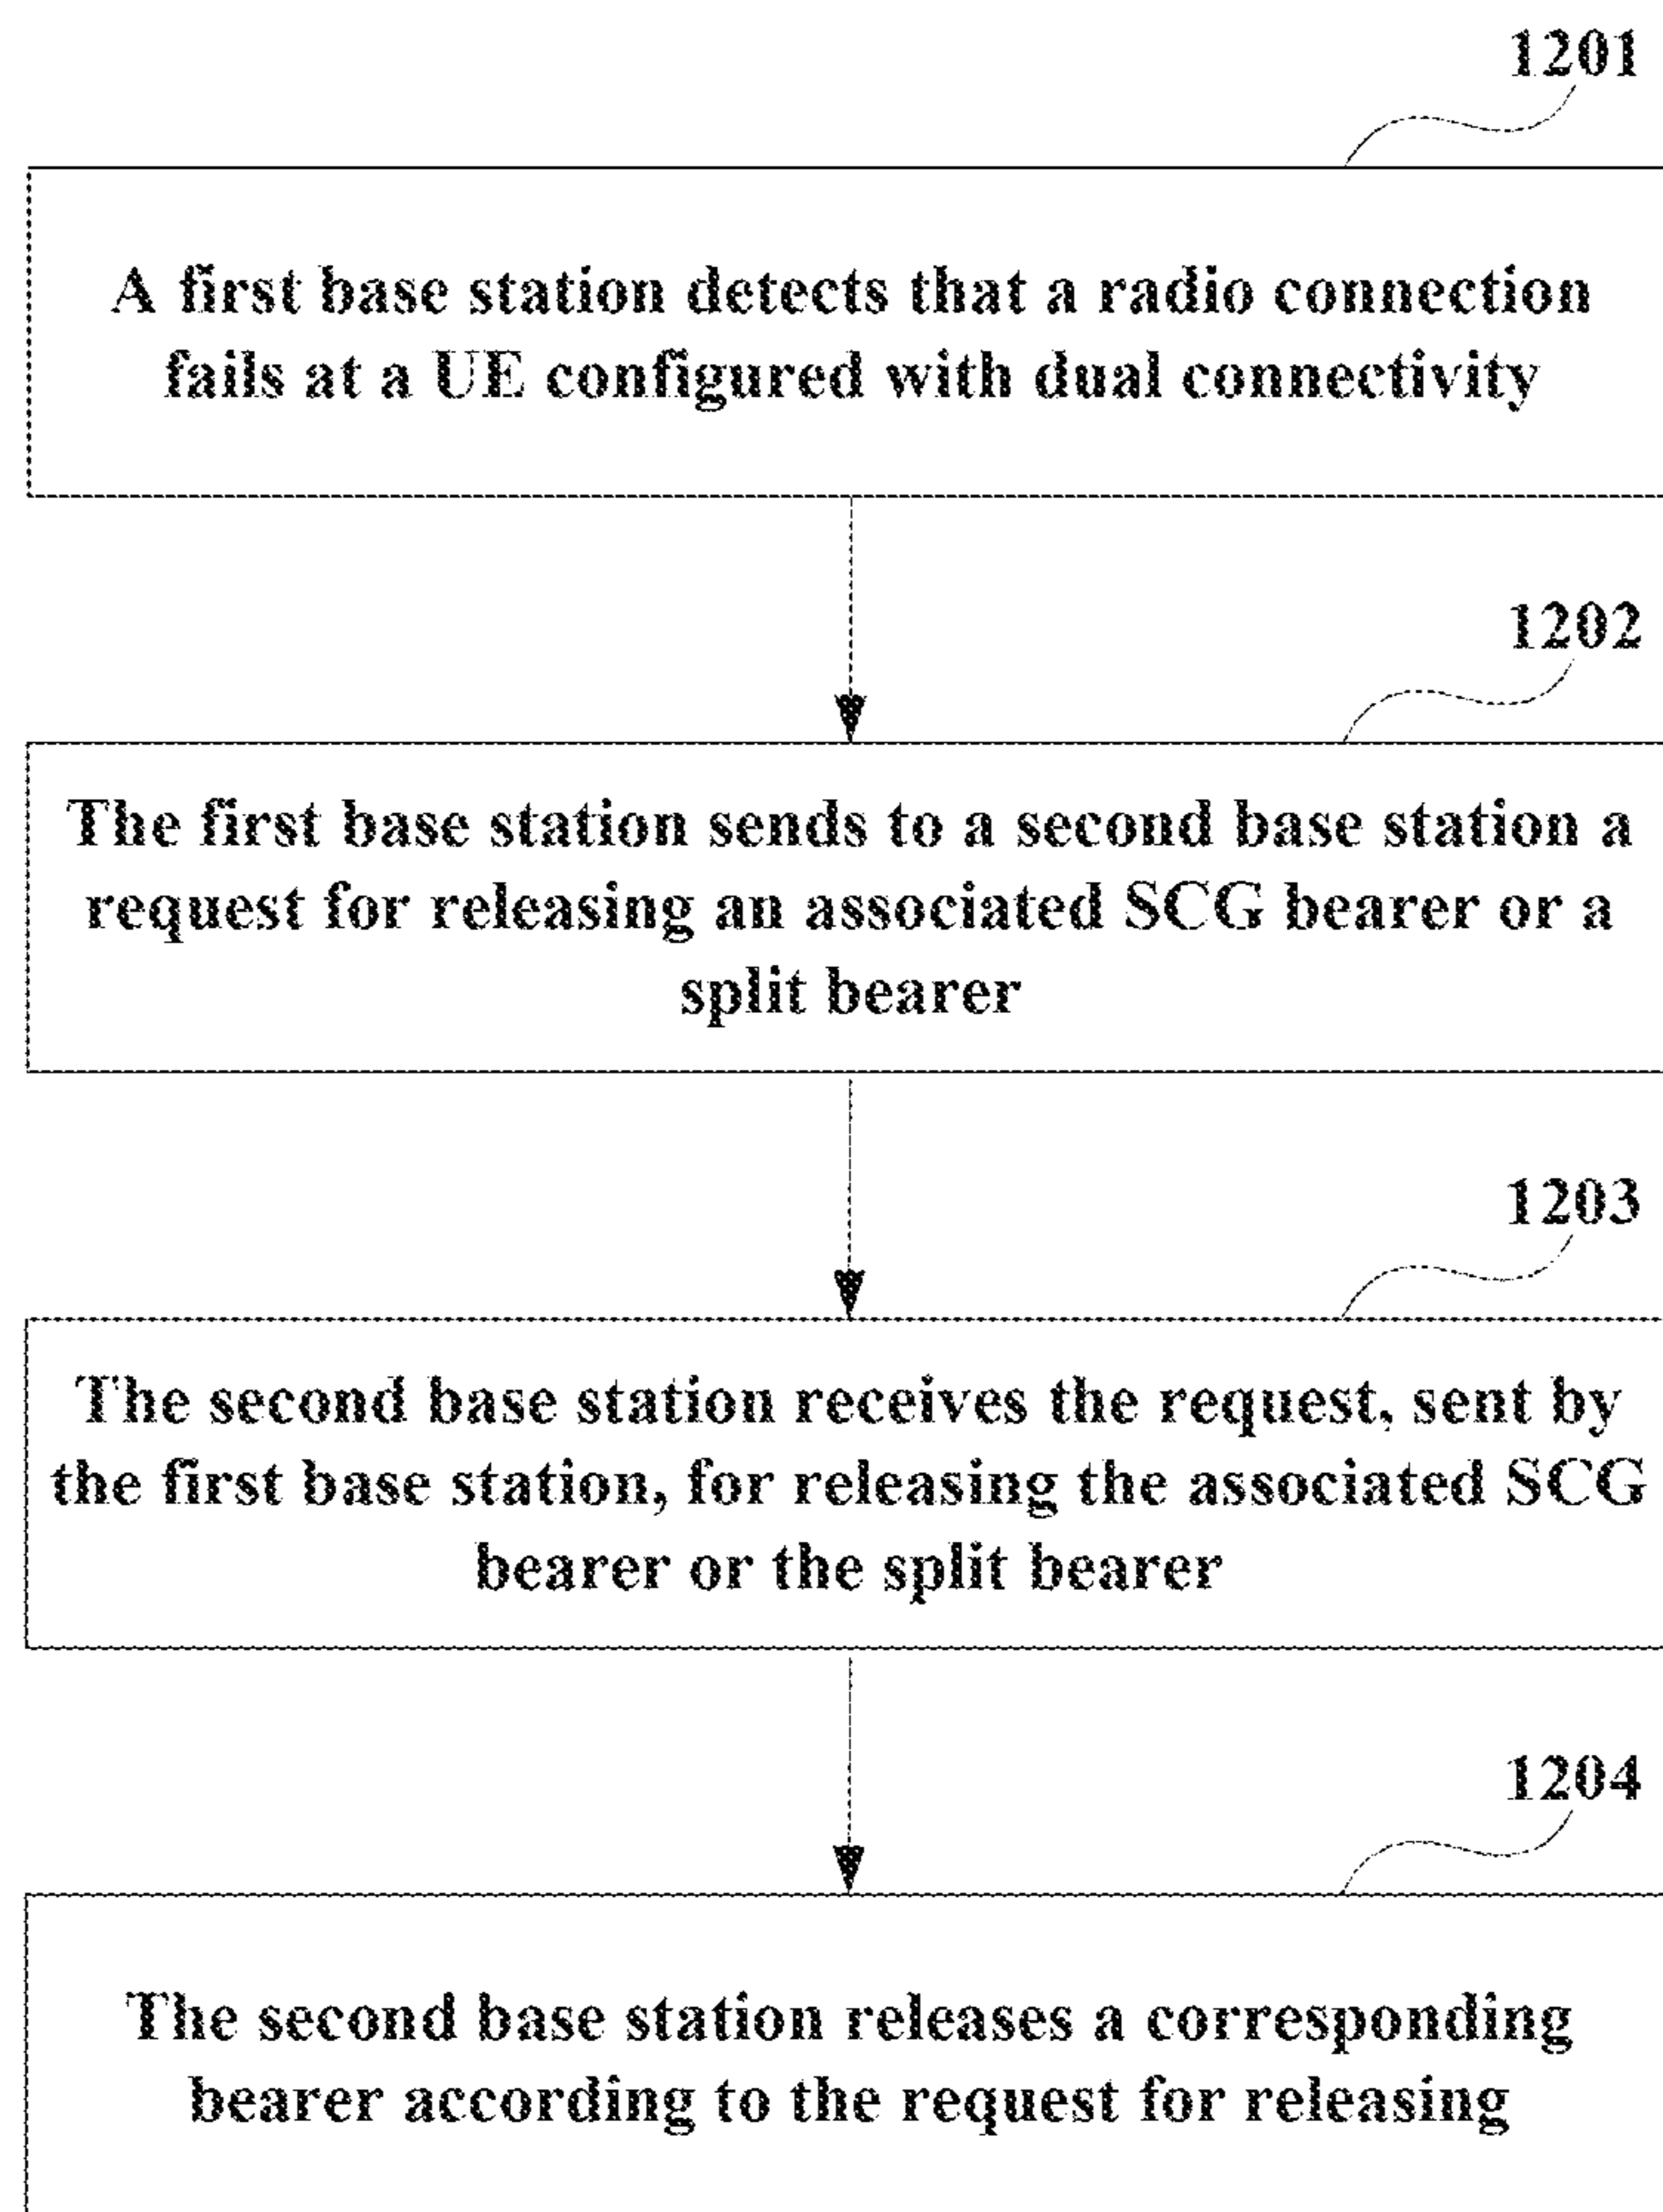 1201
A first base station detects that a radio connection
fails at a UE configured with dual connectivity
1202
The first base station sends to a second base station a
request for releasing an associated SCG bearer or a
split bearer
1203
The second base station receives the request, sent by
the first base station, for releasing the associated SCG
bearer or the split bearer
1204
The second base station releases a corresponding
bearer according to the request for releasing